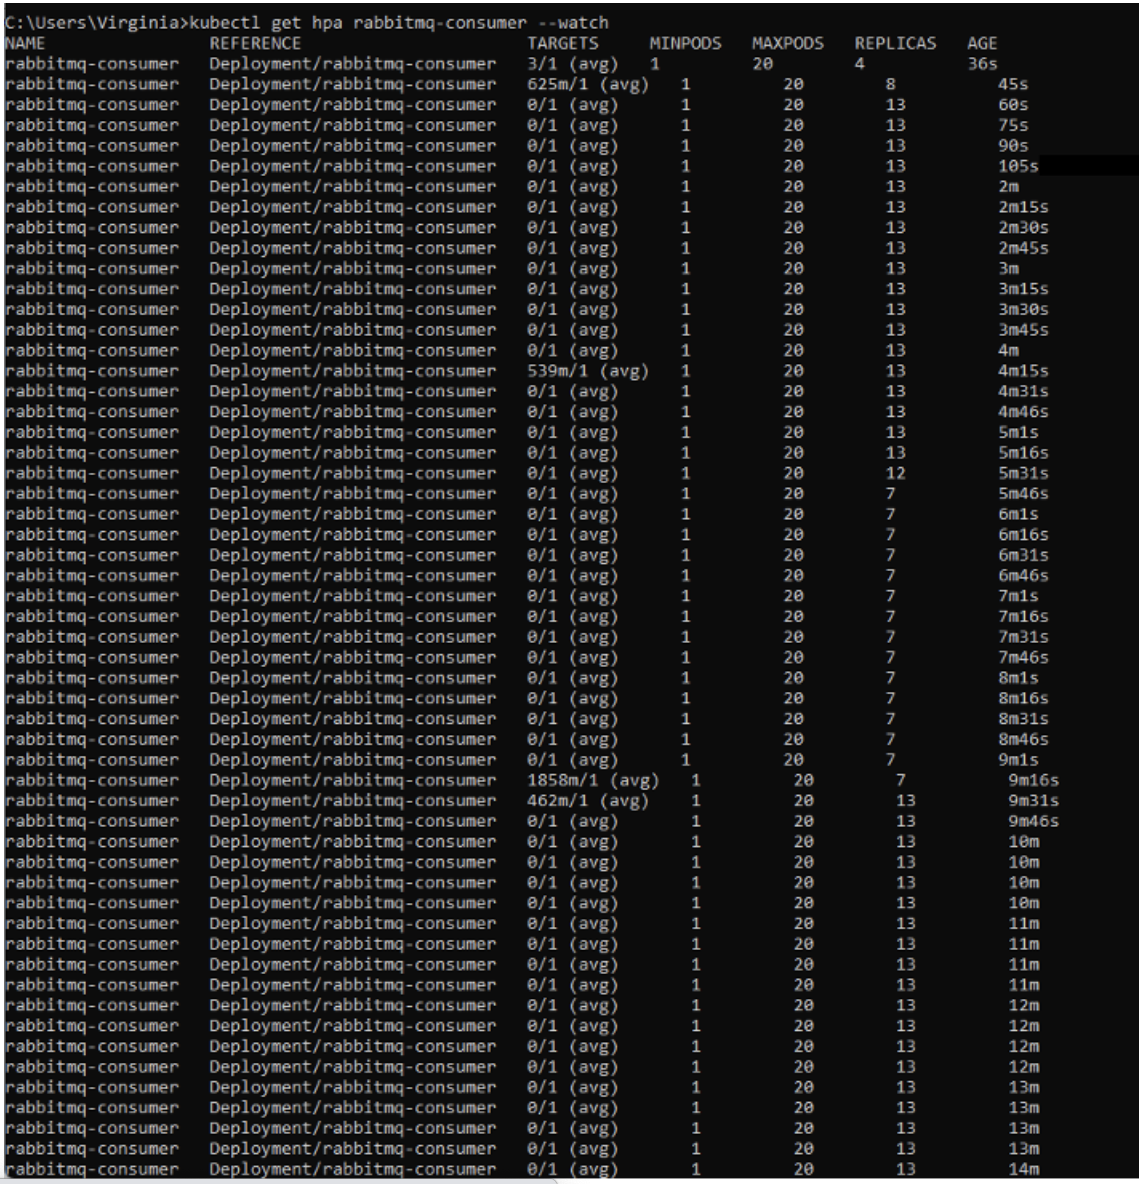 C:\Users\Virginia>kubectl get hpa rabbitmq-consumer --watch
NAME REFERENCE TARGETS MINPODS MAXPODS REPLICAS AGE
rabbitmq-consumer Deployment/rabbitmq-consumer 3/1 (avg) 1 20 4 36s
rabbitmq-consumer Deployment/rabbitmq-consumer 625m/1 (avg) 1 20 8 45s
rabbitmq-consumer Deployment/rabbitmq-consumer 0/1 (avg) 1 20 13 60s
rabbitmq-consumer Deployment/rabbitmq-consumer 0/1 (avg) 1 20 13 75s
rabbitmq-consumer Deployment/rabbitmq-consumer 0/1 (avg) 1 20 13 90s
rabbitmq-consumer Deployment/rabbitmq-consumer 0/1 (avg) 1 20 13 105s
rabbitmq-consumer Deployment/rabbitmq-consumer 0/1 (avg) 1 20 13 2m
rabbitmq-consumer Deployment/rabbitmq-consumer 0/1 (avg) 1 20 13 2m15s
rabbitmq-consumer Deployment/rabbitmq-consumer 0/1 (avg) 1 20 13 2m30s
rabbitmq-consumer Deployment/rabbitmq-consumer 0/1 (avg) 1 20 13 2m45s
rabbitmq-consumer Deployment/rabbitmq-consumer 0/1 (avg) 1 20 13 3m
rabbitmq-consumer Deployment/rabbitmq-consumer 0/1 (avg) 1 20 13 3m15s
rabbitmq-consumer Deployment/rabbitmq-consumer 0/1 (avg) 1 20 13 3m30s
rabbitmq-consumer Deployment/rabbitmq-consumer 0/1 (avg) 1 20 13 3m45s
rabbitmq-consumer Deployment/rabbitmq-consumer 0/1 (avg) 1 20 13 4m
rabbitmq-consumer Deployment/rabbitmq-consumer 539m/1 (avg) 1 20 13 4m15s
rabbitmq-consumer Deployment/rabbitmq-consumer 0/1 (avg) 1 20 13 4m31s
rabbitmq-consumer Deployment/rabbitmq-consumer 0/1 (avg) 1 20 13 4m46s
rabbitmq-consumer Deployment/rabbitmq-consumer 0/1 (avg) 1 20 13 5m1s
rabbitmq-consumer Deployment/rabbitmq-consumer 0/1 (avg) 1 20 13 5m16s
rabbitmq-consumer Deployment/rabbitmq-consumer 0/1 (avg) 1 20 12 5m31s
rabbitmq-consumer Deployment/rabbitmq-consumer 0/1 (avg) 1 20 7 5m46s
rabbitmq-consumer Deployment/rabbitmq-consumer 0/1 (avg) 1 20 7 6m1s
rabbitmq-consumer Deployment/rabbitmq-consumer 0/1 (avg) 1 20 7 6m16s
rabbitmq-consumer Deployment/rabbitmq-consumer 0/1 (avg) 1 20 7 6m31s
rabbitmq-consumer Deployment/rabbitmq-consumer 0/1 (avg) 1 20 7 6m46s
rabbitmq-consumer Deployment/rabbitmq-consumer 0/1 (avg) 1 20 7 7m1s
rabbitmq-consumer Deployment/rabbitmq-consumer 0/1 (avg) 1 20 7 7m16s
rabbitmq-consumer Deployment/rabbitmq-consumer 0/1 (avg) 1 20 7 7m31s
rabbitmq-consumer Deployment/rabbitmq-consumer 0/1 (avg) 1 20 7 7m46s
rabbitmq-consumer Deployment/rabbitmq-consumer 0/1 (avg) 1 20 7 8m1s
rabbitmq-consumer Deployment/rabbitmq-consumer 0/1 (avg) 1 20 7 8m16s
rabbitmq-consumer Deployment/rabbitmq-consumer 0/1 (avg) 1 20 7 8m31s
rabbitmq-consumer Deployment/rabbitmq-consumer 0/1 (avg) 1 20 7 8m46s
rabbitmq-consumer Deployment/rabbitmq-consumer 0/1 (avg) 1 20 7 9m1s
rabbitmq-consumer Deployment/rabbitmq-consumer 1858m/1 (avg) 1 20 7 9m16s
rabbitmq-consumer Deployment/rabbitmq-consumer 462m/1 (avg) 1 20 13 9m31s
rabbitmq-consumer Deployment/rabbitmq-consumer 0/1 (avg) 1 20 13 9m46s
rabbitmq-consumer Deployment/rabbitmq-consumer 0/1 (avg) 1 20 13 10m
rabbitmq-consumer Deployment/rabbitmq-consumer 0/1 (avg) 1 20 13 10m
rabbitmq-consumer Deployment/rabbitmq-consumer 0/1 (avg) 1 20 13 10m
rabbitmq-consumer Deployment/rabbitmq-consumer 0/1 (avg) 1 20 13 10m
rabbitmq-consumer Deployment/rabbitmq-consumer 0/1 (avg) 1 20 13 11m
rabbitmq-consumer Deployment/rabbitmq-consumer 0/1 (avg) 1 20 13 11m
rabbitmq-consumer Deployment/rabbitmq-consumer 0/1 (avg) 1 20 13 11m
rabbitmq-consumer Deployment/rabbitmq-consumer 0/1 (avg) 1 20 13 11m
rabbitmq-consumer Deployment/rabbitmq-consumer 0/1 (avg) 1 20 13 12m
rabbitmq-consumer Deployment/rabbitmq-consumer 0/1 (avg) 1 20 13 12m
rabbitmq-consumer Deployment/rabbitmq-consumer 0/1 (avg) 1 20 13 12m
rabbitmq-consumer Deployment/rabbitmq-consumer 0/1 (avg) 1 20 13 12m
rabbitmq-consumer Deployment/rabbitmq-consumer 0/1 (avg) 1 20 13 13m
rabbitmq-consumer Deployment/rabbitmq-consumer 0/1 (avg) 1 20 13 13m
rabbitmq-consumer Deployment/rabbitmq-consumer 0/1 (avg) 1 20 13 13m
rabbitmq-consumer Deployment/rabbitmq-consumer 0/1 (avg) 1 20 13 13m
rabbitmq-consumer Deployment/rabbitmq-consumer 0/1 (avg) 1 20 13 14m